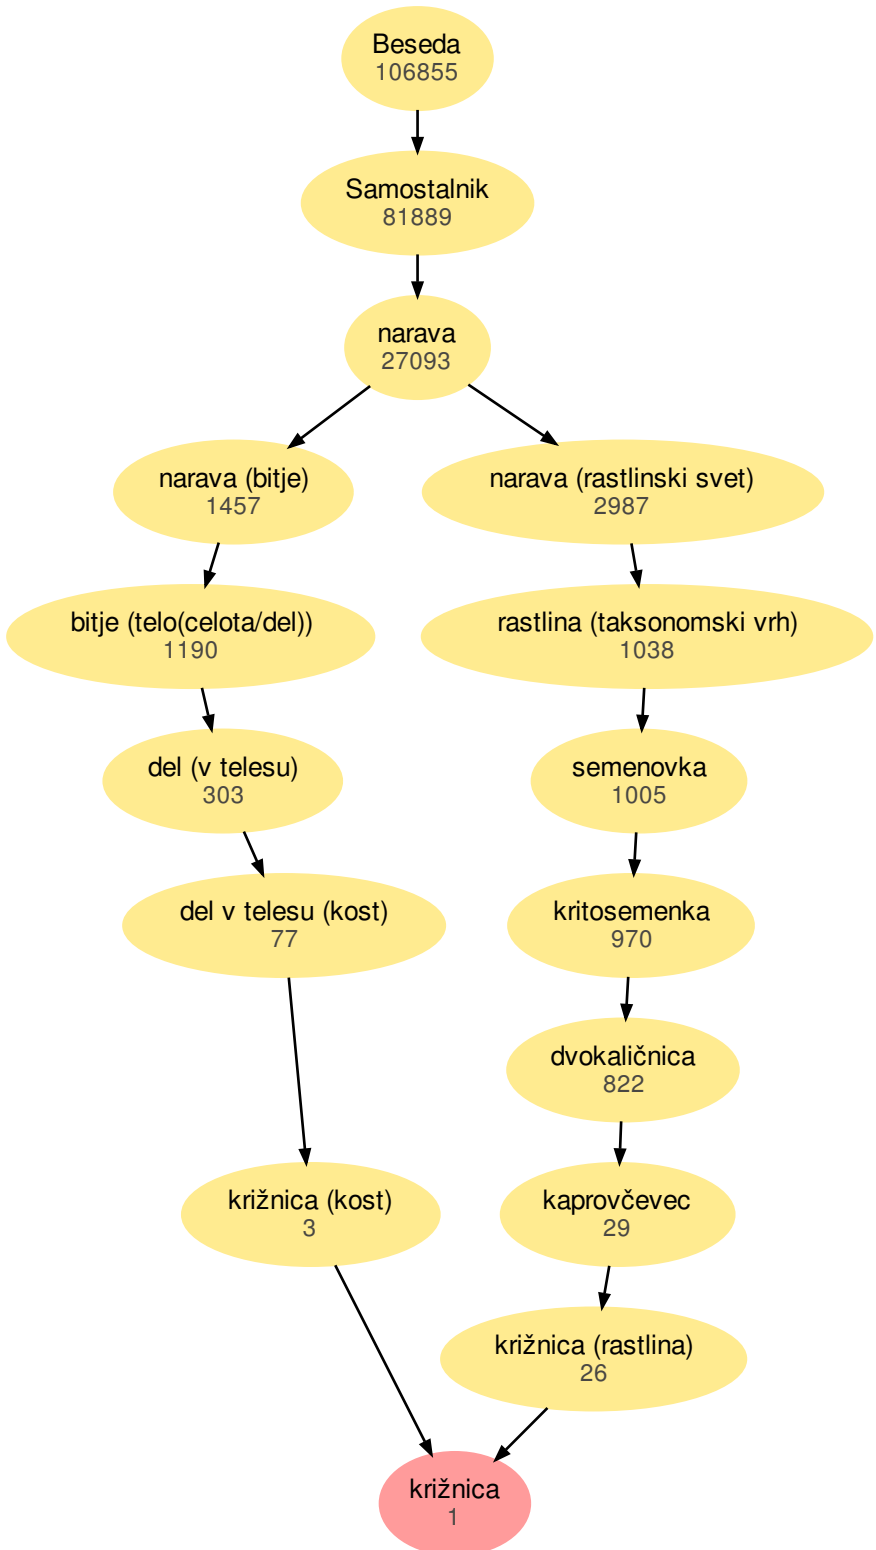 Beseda
106855
Samostalnik
81889
narava
27093
narava (bitje)
1457
narava (rastlinski svet)
2987
bitje (telo(celota/del))
1190
rastlina (taksonomski vrh)
1038
del (v telesu)
303
semenovka
1005
del v telesu (kost)
77
kritosemenka
970
dvokaličnica
822
križnica (kost)
3
kaprovčevec
29
križnica (rastlina)
26
križnica
1